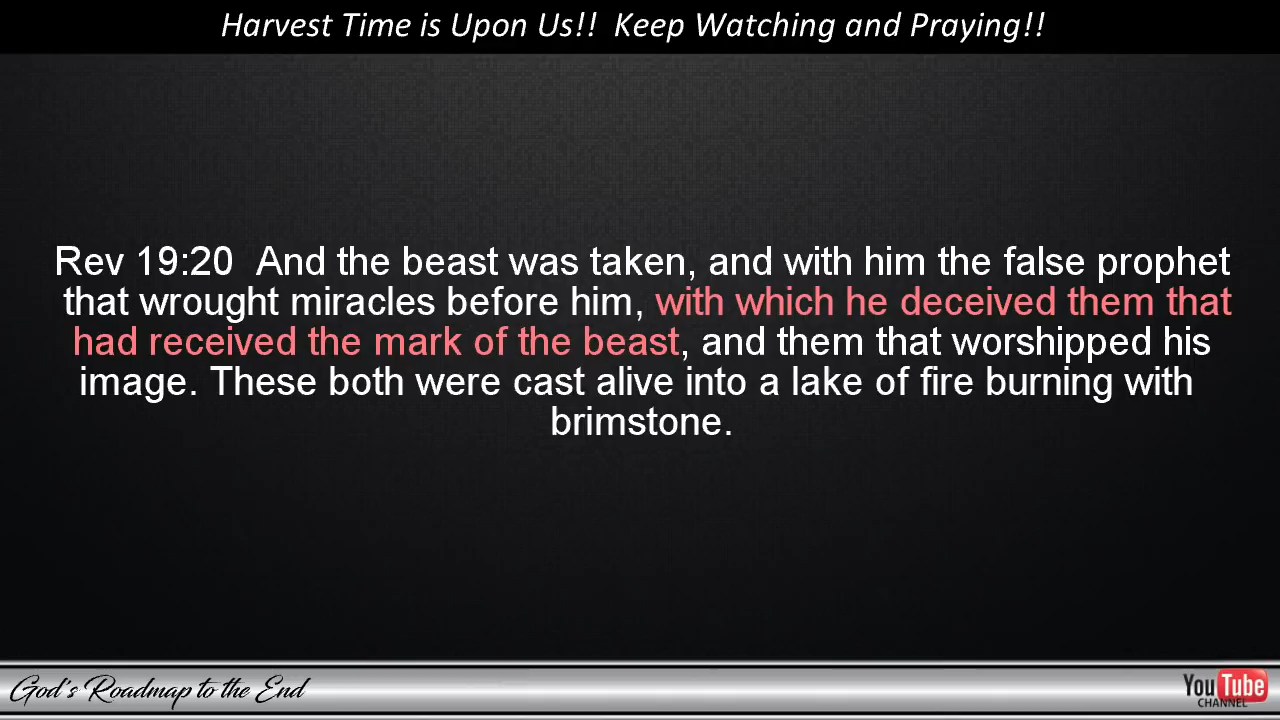 Harvest Time is Upon Us!!  Keep Watching and Praying!!
Rev 19:20  And the beast was taken, and with him the false prophet
that wrought miracles before him, with which he deceived them that
had received the mark of the beast, and them that worshipped his
image. These both were cast alive into a lake of fire burning with
brimstone.
God's Roadmap to the End
YouTube
CHANNEL